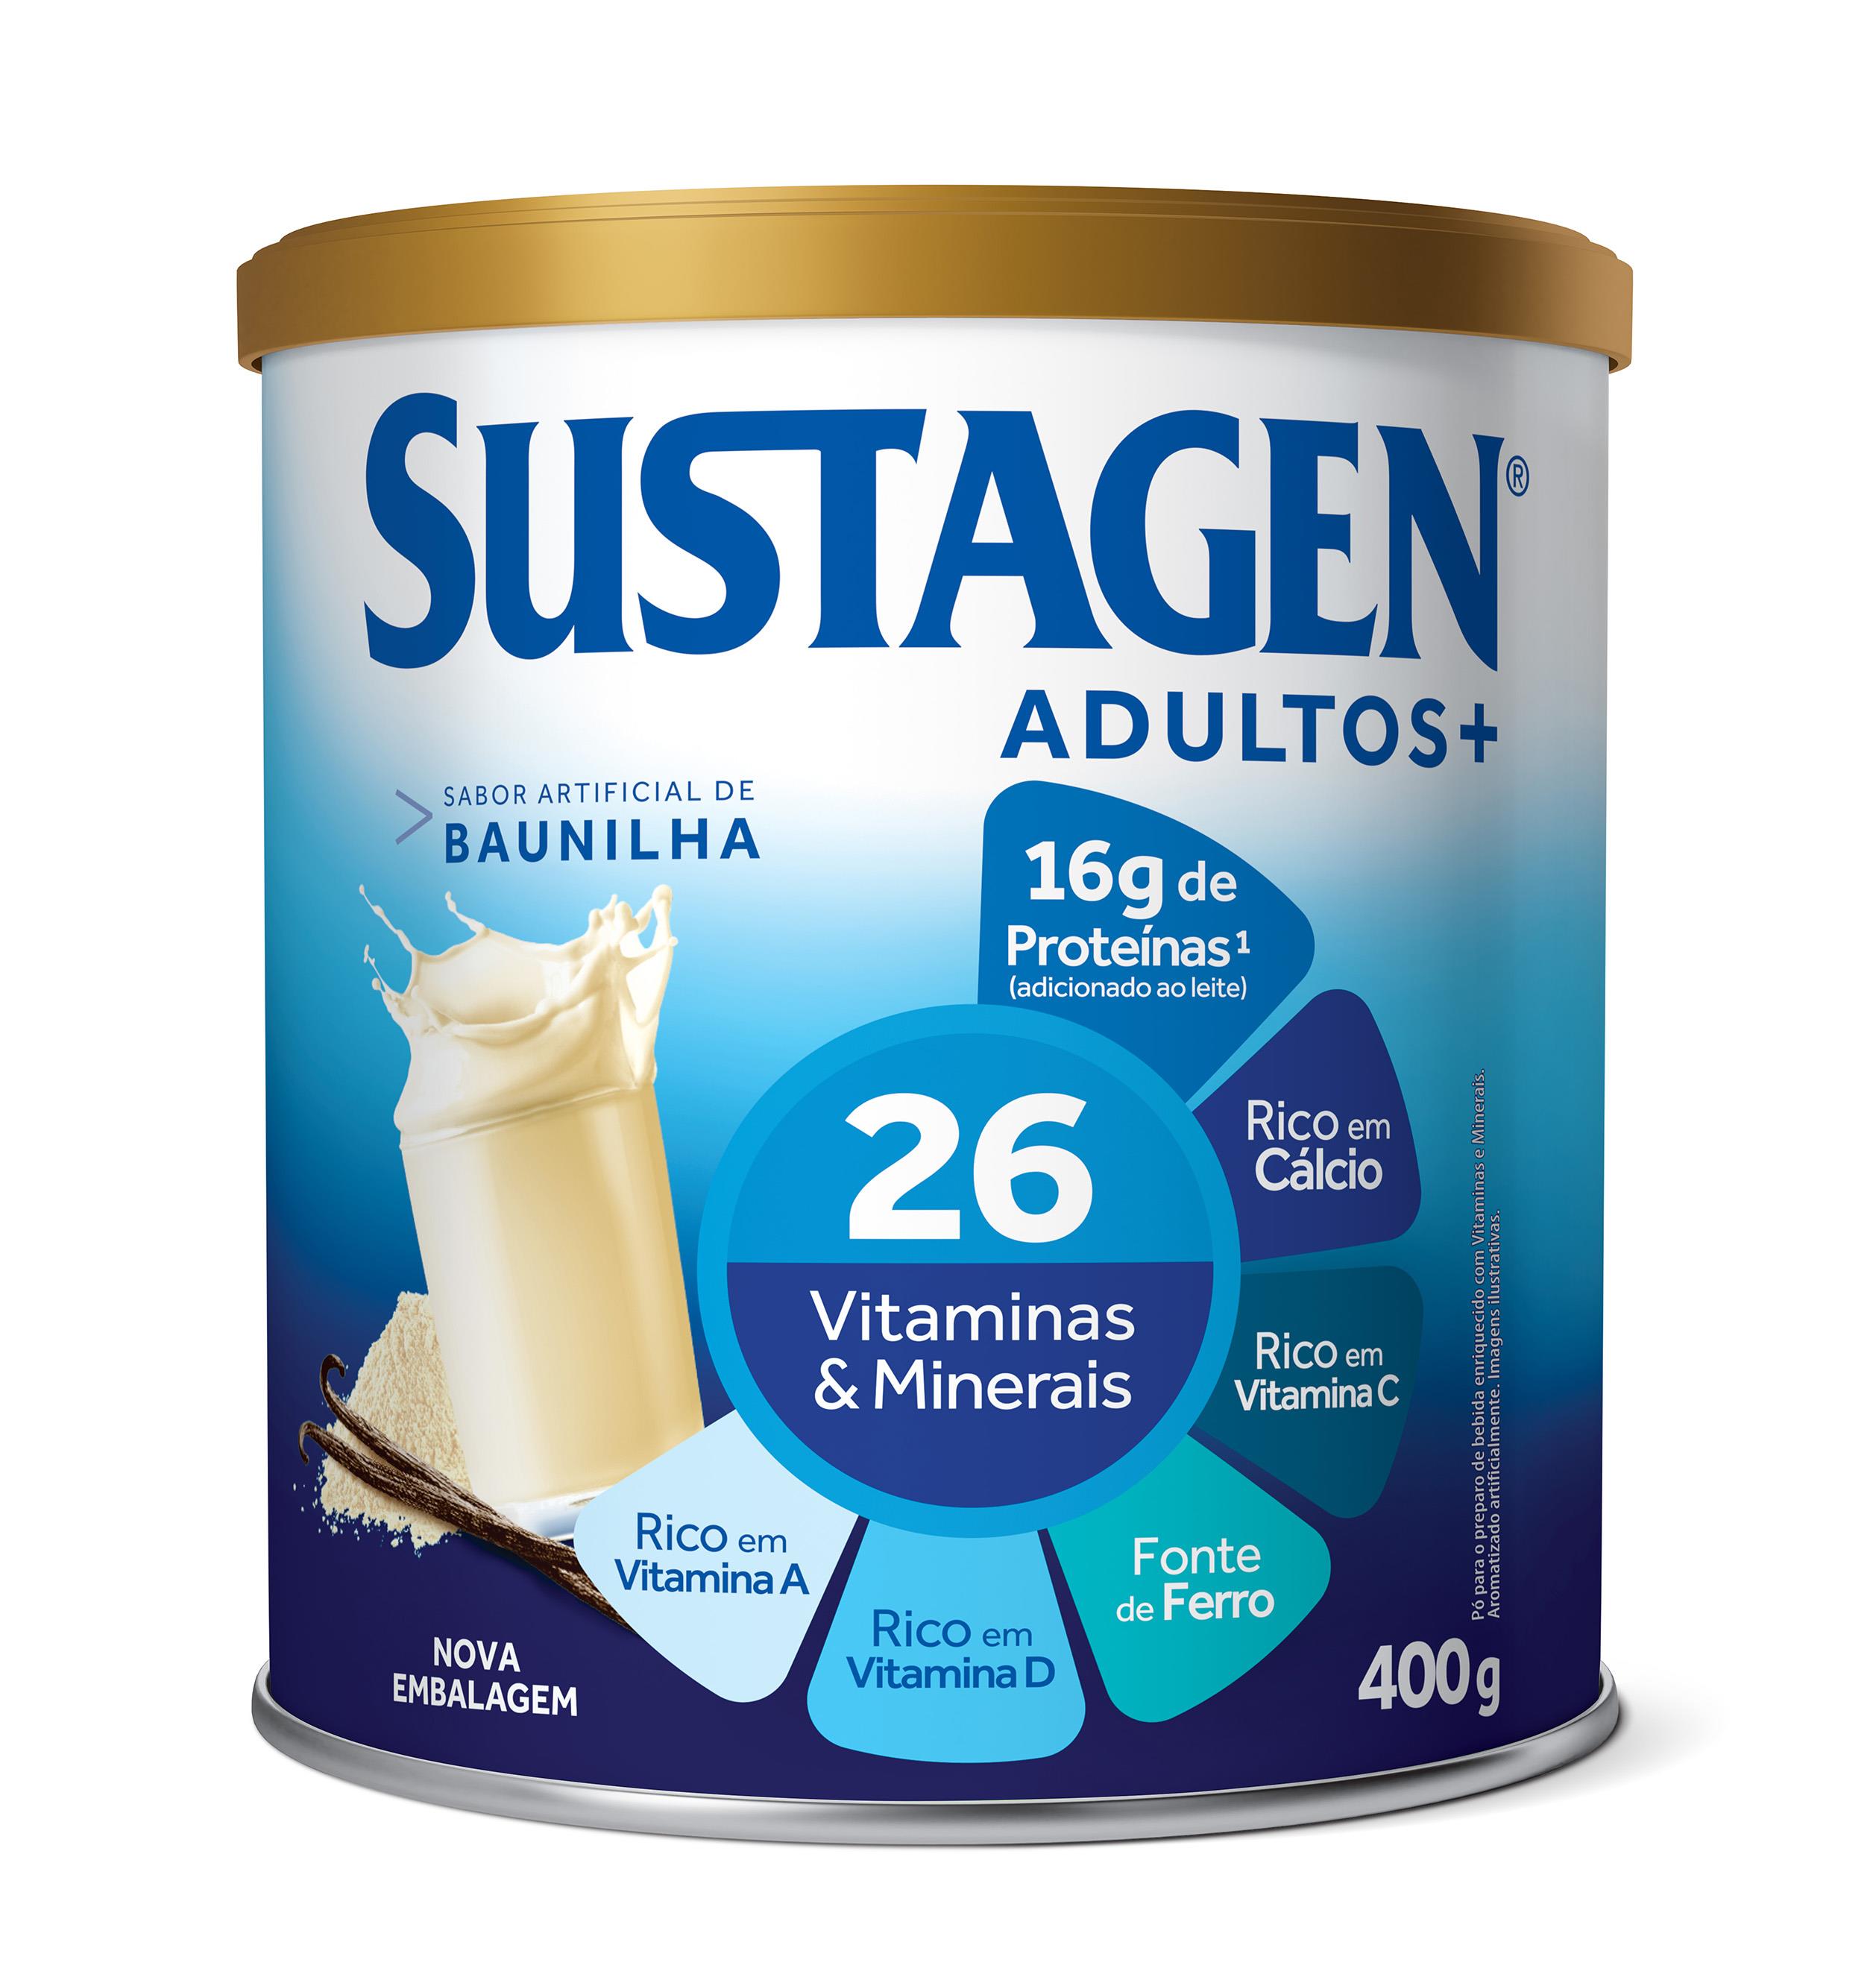 SUSTAGEN®
ADULTOS+
SABOR ARTIFICIAL DE
BAUNILHA
16g de
Proteínas¹
(adicionado ao leite)
26
Vitaminas
& Minerais
Rico em
Cálcio
Rico em
Vitamina C
Fonte
de Ferro
Rico em
Vitamina D
Rico em
Vitamina A
NOVA
EMBALAGEM
400g
Pó para o preparo de bebida enriquecido com Vitaminas e Minerais.
Aromatizado artificialmente. Imagens ilustrativas.